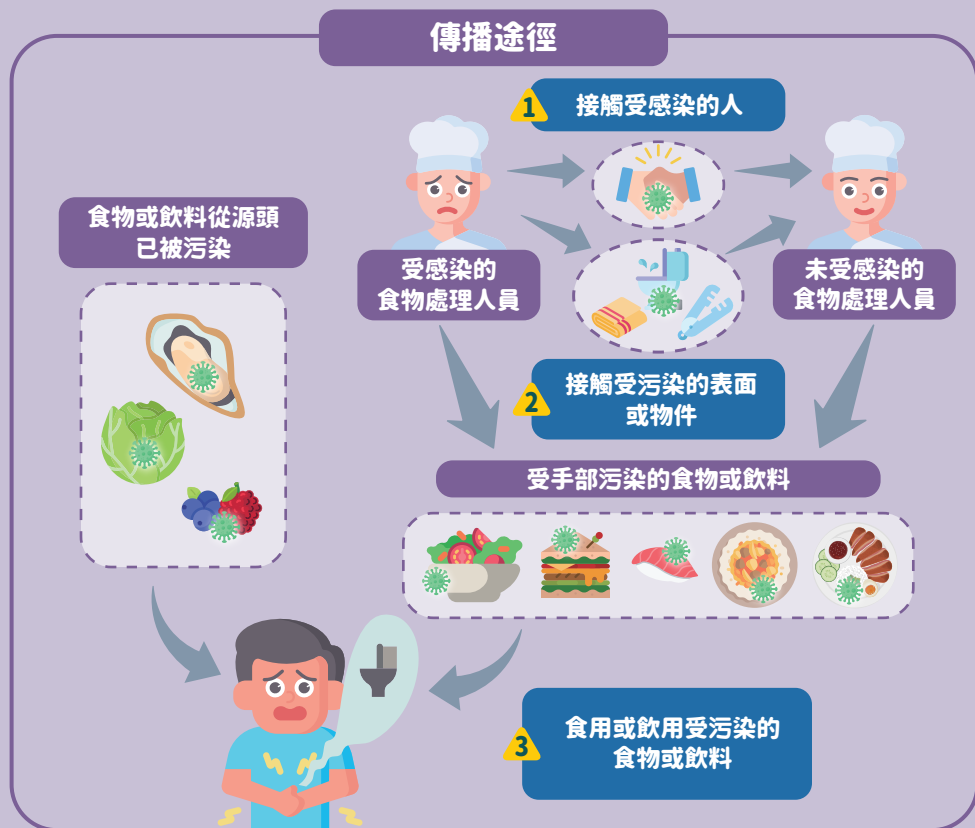 傳播途徑
1
接觸受感染的人
食物或飲料從源頭
已被污染
受感染的
食物處理人員
未受感染的
食物處理人員
2
接觸受污染的表面
或物件
受手部污染的食物或飲料
3
食用或飲用受污染的
食物或飲料